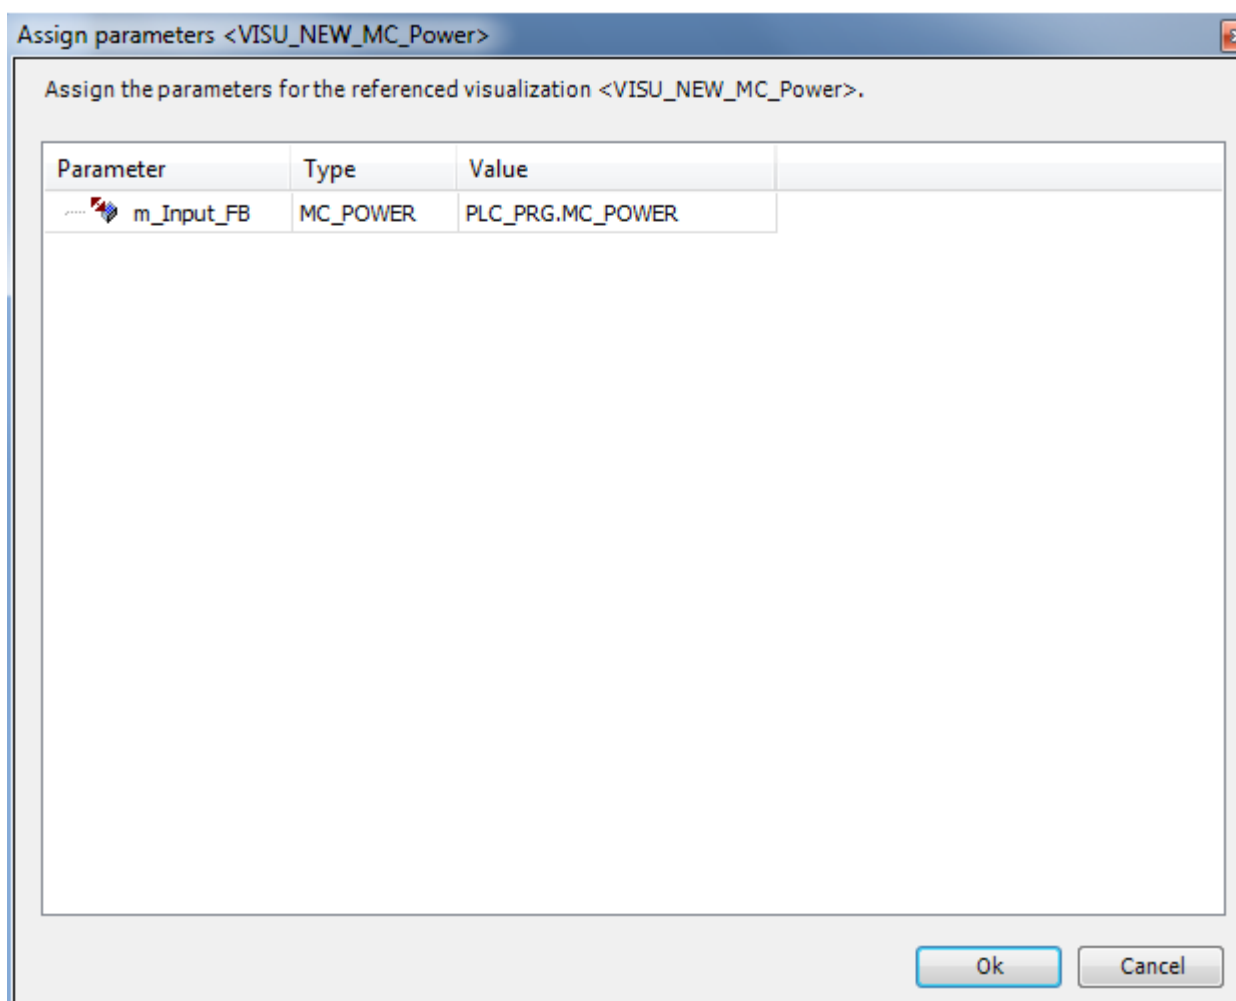 Assign parameters <VISU_NEW_MC_Power>
Assign the parameters for the referenced visualization <VISU_NEW_MC_Power>.
Parameter Type Value
m_Input_FB MC_POWER PLC_PRG.MC_POWER
Ok Cancel